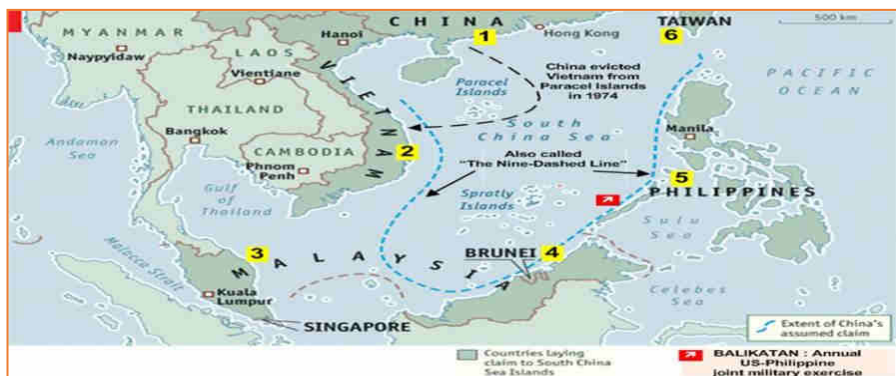 CHINA
TAIWAN
500 km
MYANMAR
Hanoi
1
Hong Kong
6
Naypyidaw
LAOS
China evicted
Vietnam from
Paracel Islands
in 1974
PACIFIC
OCEAN
Vientiane
Paracel
Islands
VIETNAM
THAILAND
South
China Sea
Manila
Andaman
Sea
Bangkok
CAMBODIA
2
Also called
"The Nine-Dashed Line"
Phnom
Penh
5
PHILIPPINES
Gulf
of
Thailand
Spratly
Islands
Sulu
Sea
3
MALAYSIA
BRUNEI
4
Malacca Strait
Kuala
Lumpur
Celebes
Sea
SINGAPORE
Extent of China's
assumed claim
Countries laying
claim to South China
Sea Islands
BALIKATAN : Annual
US-Philippine
joint military exercise